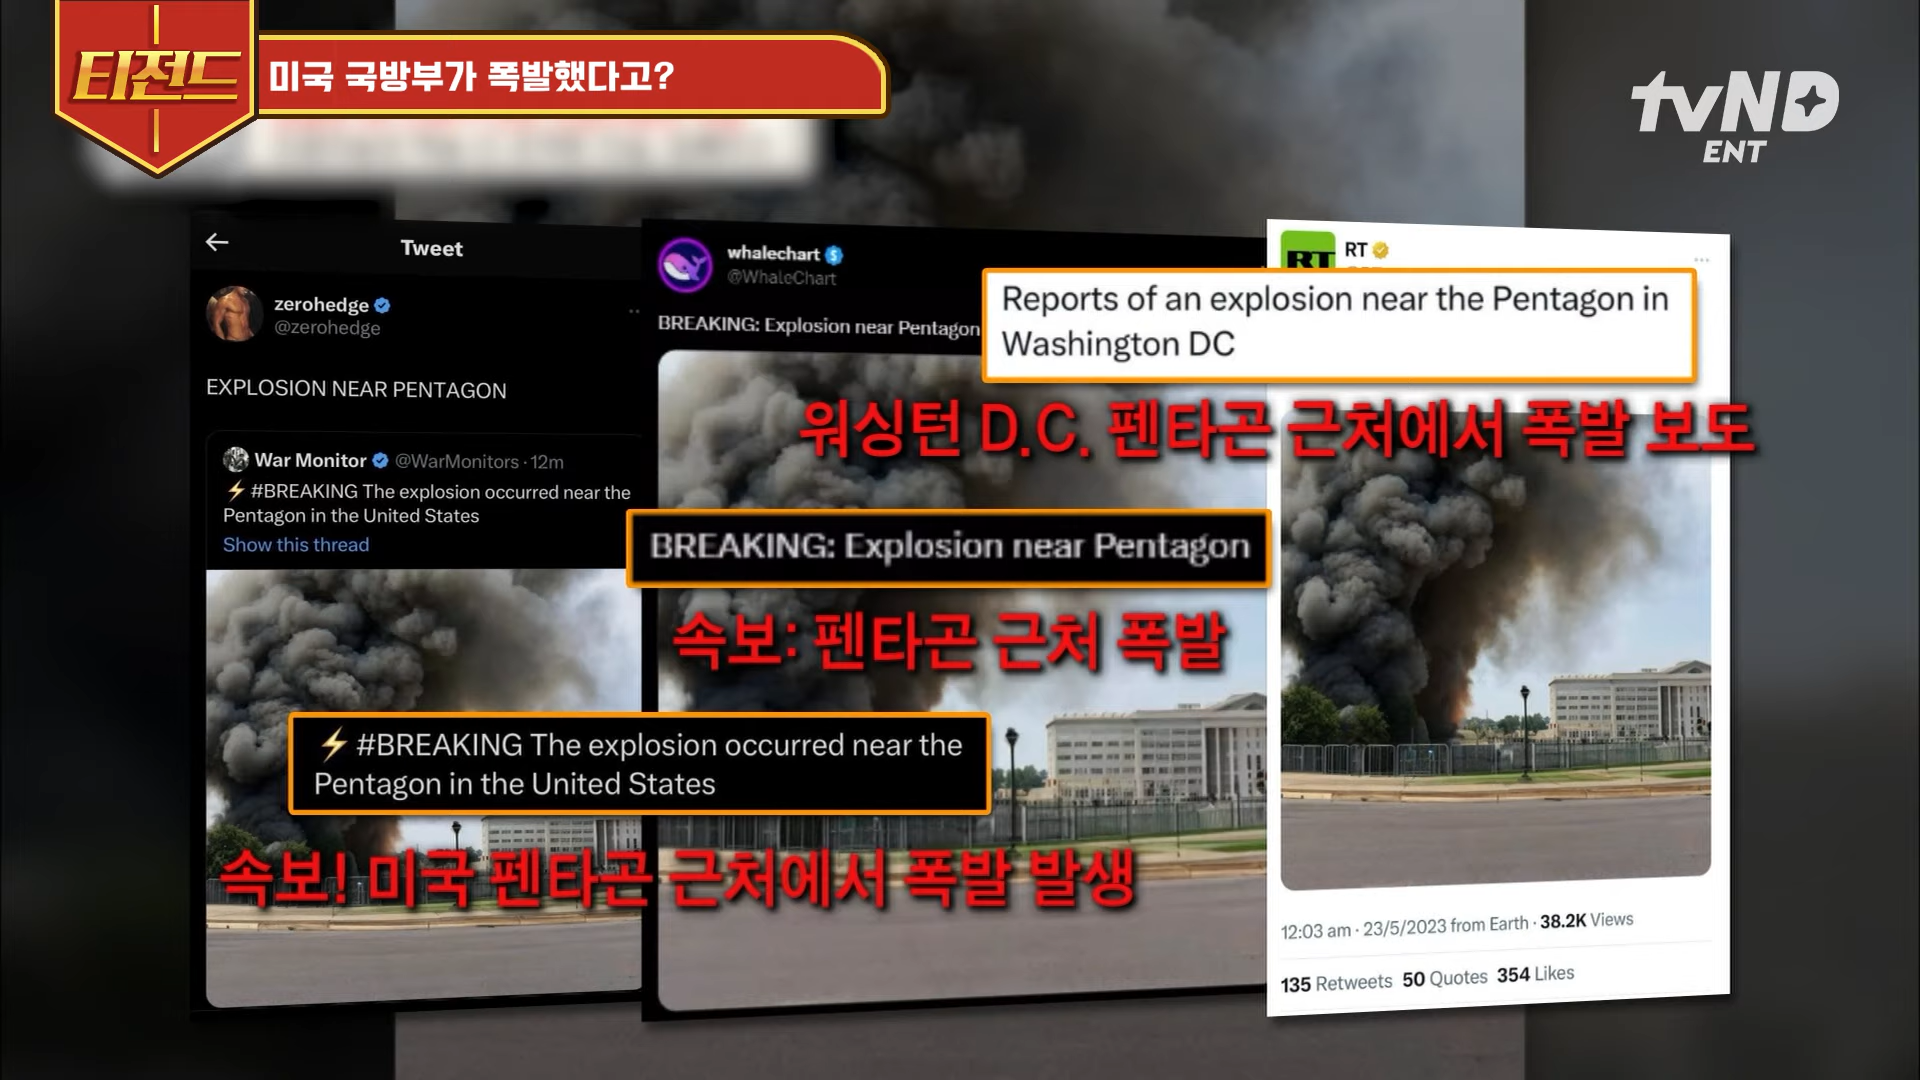 티전드
미국 국방부가 폭발했다고?
tvND
ENT
Tweet
zerohedge
@zerohedge
EXPLOSION NEAR PENTAGON
War Monitor @WarMonitors · 12m
⚡ #BREAKING The explosion occurred near the
Pentagon in the United States
Show this thread
⚡ #BREAKING The explosion occurred near the
Pentagon in the United States
속보! 미국 펜타곤 근처에서 폭발 발생
whalechart
@WhaleChart
BREAKING: Explosion near Pentagon
BREAKING: Explosion near Pentagon
속보: 펜타곤 근처 폭발
RT
RT
Reports of an explosion near the Pentagon in
Washington DC
워싱턴 D.C. 펜타곤 근처에서 폭발 보도
12:03 am · 23/5/2023 from Earth · 38.2K Views
135 Retweets 50 Quotes 354 Likes